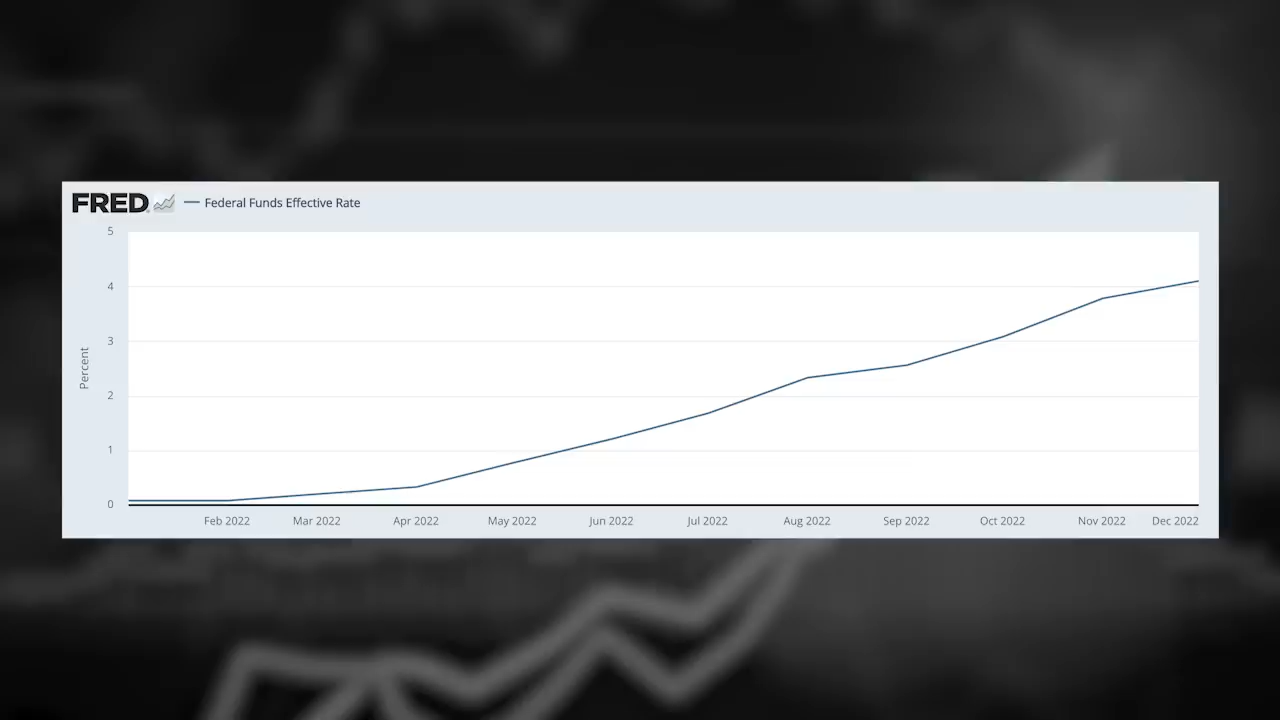 FRED
Federal Funds Effective Rate
5
4
3
2
1
0
Percent
Feb 2022 Mar 2022 Apr 2022 May 2022 Jun 2022 Jul 2022 Aug 2022 Sep 2022 Oct 2022 Nov 2022 Dec 2022